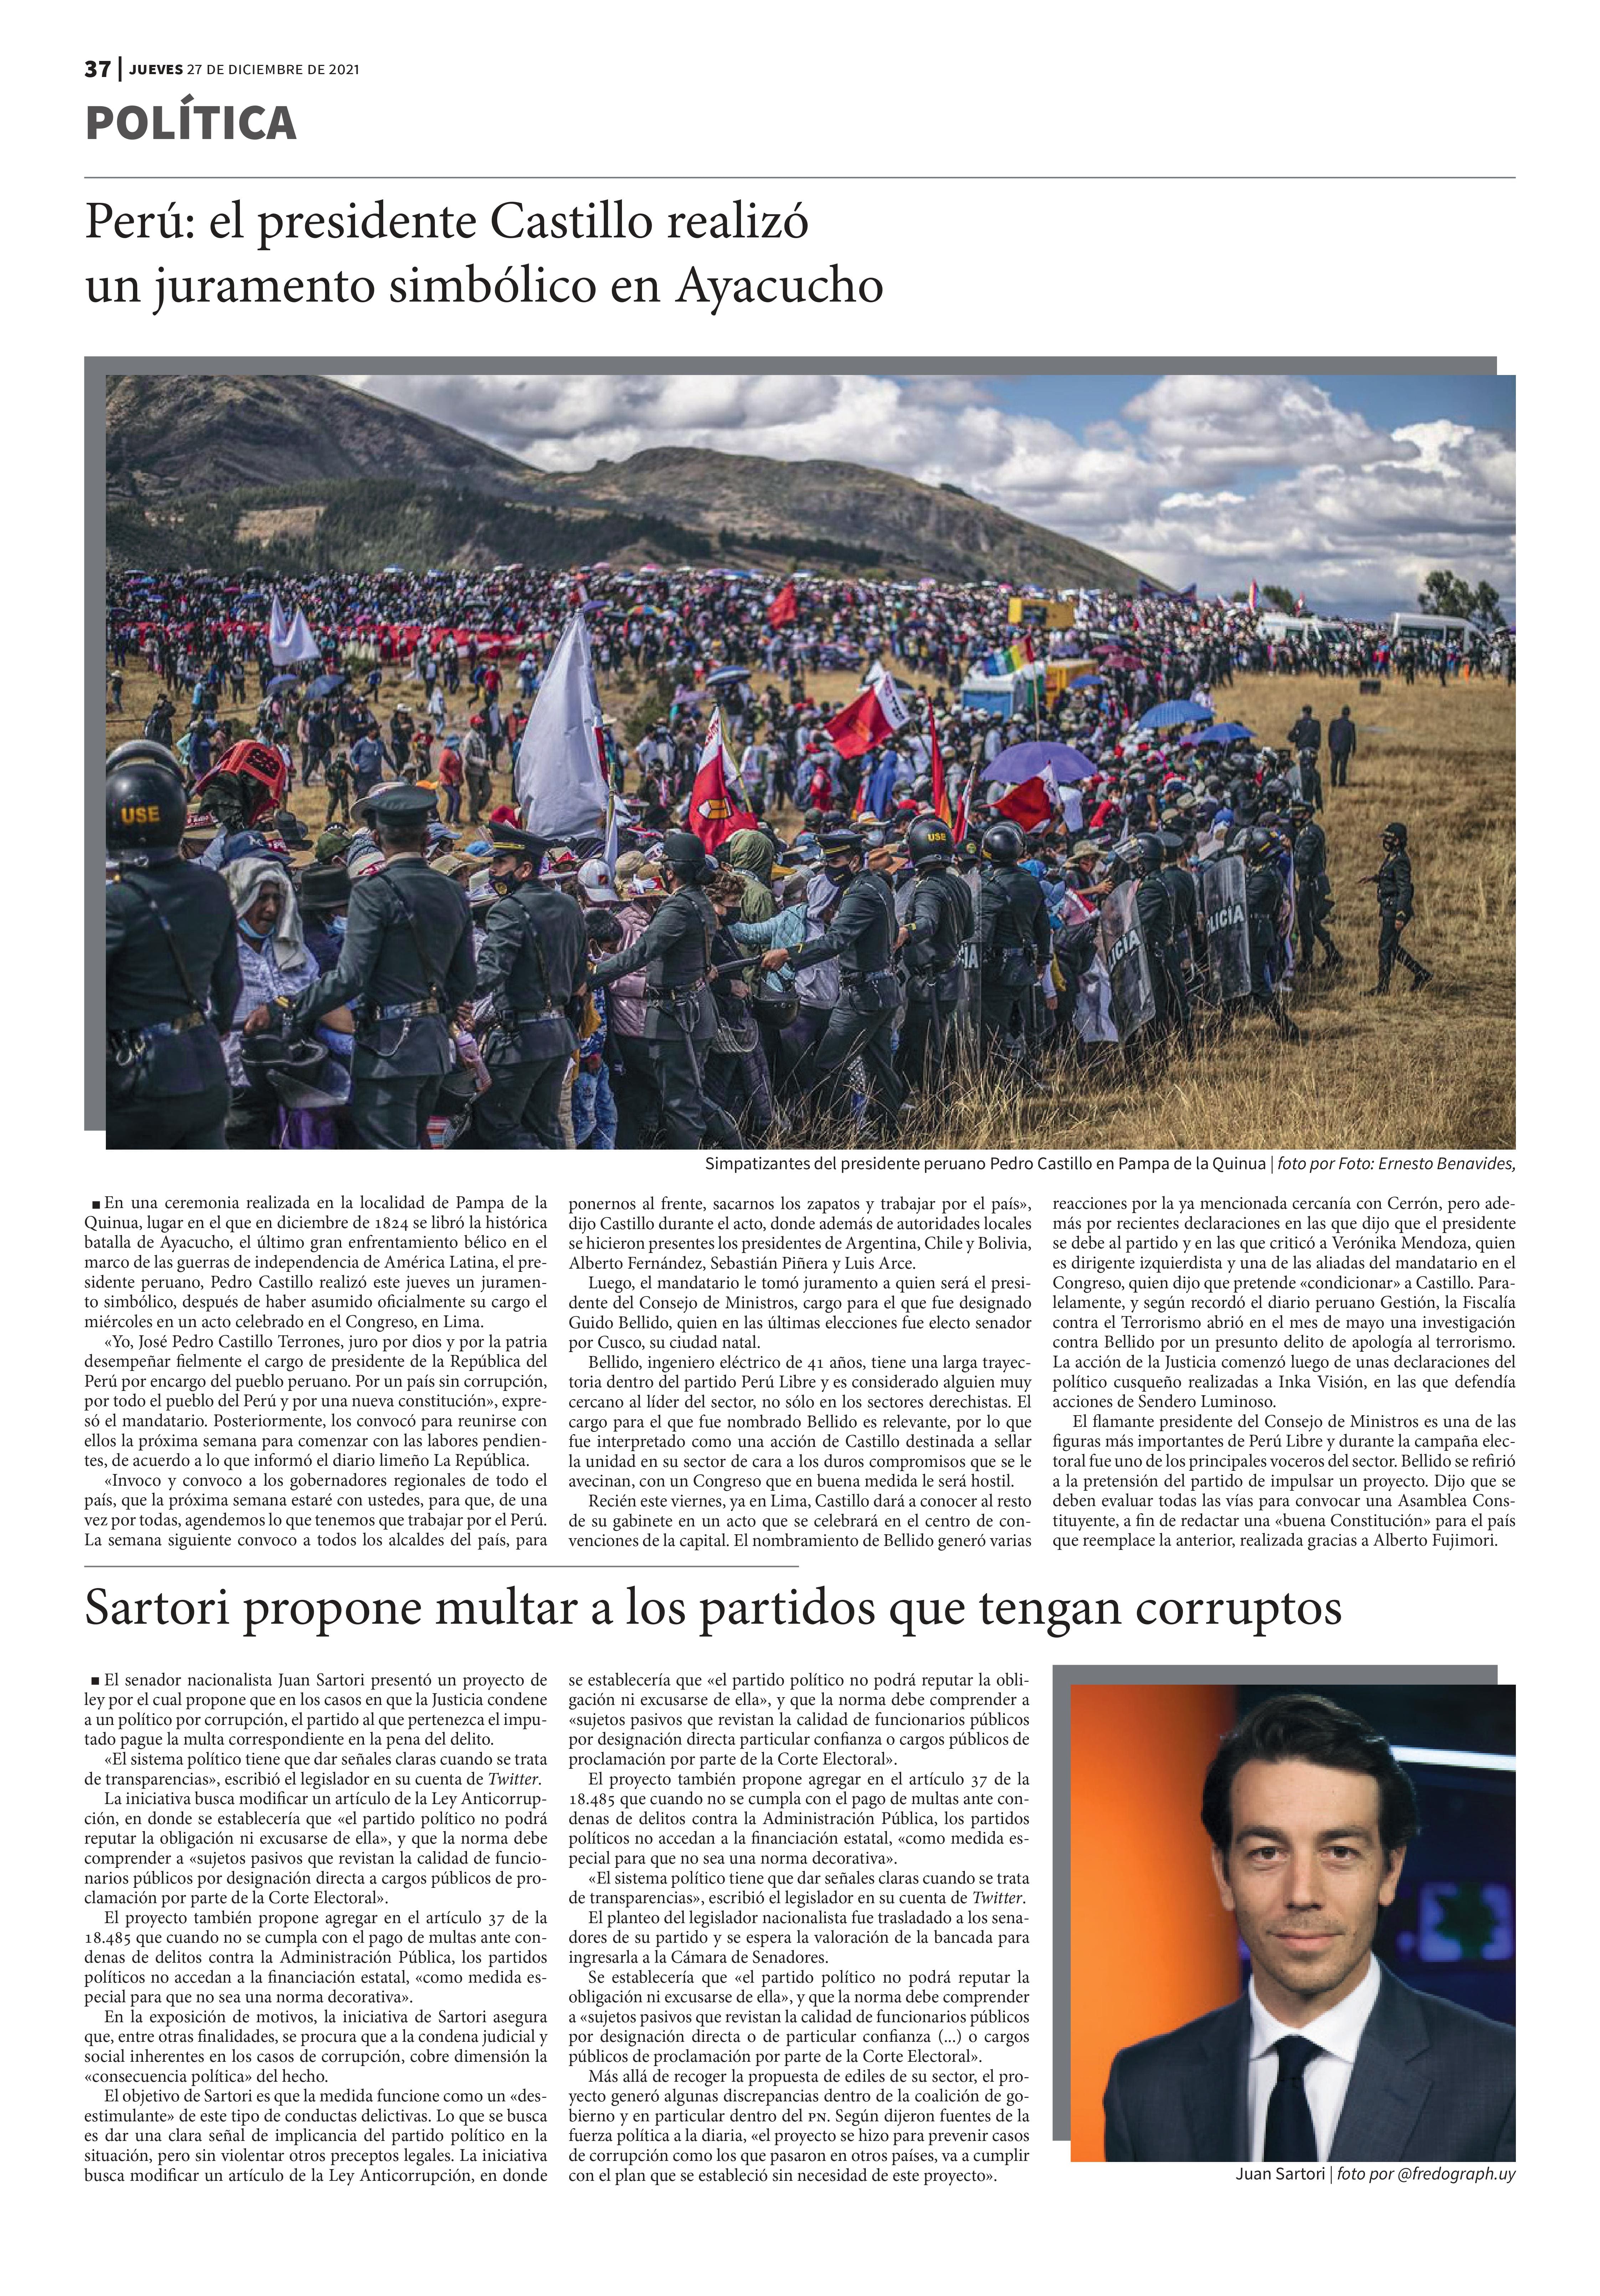 37 | JUEVES 27 DE DICIEMBRE DE 2021
POLÍTICA
Perú: el presidente Castillo realizó
un juramento simbólico en Ayacucho
USE
USE
LICIA
LICIA
IA
Simpatizantes del presidente peruano Pedro Castillo en Pampa de la Quinua | foto por Foto: Ernesto Benavides,
■ En una ceremonia realizada en la localidad de Pampa de la
Quinua, lugar en el que en diciembre de 1824 se libró la histórica
batalla de Ayacucho, el último gran enfrentamiento bélico en el
marco de las guerras de independencia de América Latina, el pre-
sidente peruano, Pedro Castillo realizó este jueves un juramen-
to simbólico, después de haber asumido oficialmente su cargo el
miércoles en un acto celebrado en el Congreso, en Lima.
«Yo, José Pedro Castillo Terrones, juro por dios y por la patria
desempeñar fielmente el cargo de presidente de la República del
Perú por encargo del pueblo peruano. Por un país sin corrupción,
por todo el pueblo del Perú y por una nueva constitución», expre-
só el mandatario. Posteriormente, los convocó para reunirse con
ellos la próxima semana para comenzar con las labores pendien-
tes, de acuerdo a lo que informó el diario limeño La República.
«Invoco y convoco a los gobernadores regionales de todo el
país, que la próxima semana estaré con ustedes, para que, de una
vez por todas, agendemos lo que tenemos que trabajar por el Perú.
La semana siguiente convoco a todos los alcaldes del país, para
ponernos al frente, sacarnos los zapatos y trabajar por el país»,
dijo Castillo durante el acto, donde además de autoridades locales
se hicieron presentes los presidentes de Argentina, Chile y Bolivia,
Alberto Fernández, Sebastián Piñera y Luis Arce.
Luego, el mandatario le tomó juramento a quien será el presi-
dente del Consejo de Ministros, cargo para el que fue designado
Guido Bellido, quien en las últimas elecciones fue electo senador
por Cusco, su ciudad natal.
Bellido, ingeniero eléctrico de 41 años, tiene una larga trayec-
toria dentro del partido Perú Libre y es considerado alguien muy
cercano al líder del sector, no sólo en los sectores derechistas. El
cargo para el que fue nombrado Bellido es relevante, por lo que
fue interpretado como una acción de Castillo destinada a sellar
la unidad en su sector de cara a los duros compromisos que se le
avecinan, con un Congreso que en buena medida le será hostil.
Recién este viernes, ya en Lima, Castillo dará a conocer al resto
de su gabinete en un acto que se celebrará en el centro de con-
venciones de la capital. El nombramiento de Bellido generó varias
reacciones por la ya mencionada cercanía con Cerrón, pero ade-
más por recientes declaraciones en las que dijo que el presidente
se debe al partido y en las que criticó a Verónika Mendoza, quien
es dirigente izquierdista y una de las aliadas del mandatario en el
Congreso, quien dijo que pretende «condicionar» a Castillo. Para-
lelamente, y según recordó el diario peruano Gestión, la Fiscalía
contra el Terrorismo abrió en el mes de mayo una investigación
contra Bellido por un presunto delito de apología al terrorismo.
La acción de la Justicia comenzó luego de unas declaraciones del
político cusqueño realizadas a Inka Visión, en las que defendía
acciones de Sendero Luminoso.
El flamante presidente del Consejo de Ministros es una de las
figuras más importantes de Perú Libre y durante la campaña elec-
toral fue uno de los principales voceros del sector. Bellido se refirió
a la pretensión del partido de impulsar un proyecto. Dijo que se
deben evaluar todas las vías para convocar una Asamblea Cons-
tituyente, a fin de redactar una «buena Constitución» para el país
que reemplace la anterior, realizada gracias a Alberto Fujimori.
Sartori propone multar a los partidos que tengan corruptos
■ El senador nacionalista Juan Sartori presentó un proyecto de
ley por el cual propone que en los casos en que la Justicia condene
a un político por corrupción, el partido al que pertenezca el impu-
tado pague la multa correspondiente en la pena del delito.
«El sistema político tiene que dar señales claras cuando se trata
de transparencias», escribió el legislador en su cuenta de Twitter.
La iniciativa busca modificar un artículo de la Ley Anticorrup-
ción, en donde se establecería que «el partido político no podrá
reputar la obligación ni excusarse de ella», y que la norma debe
comprender a «sujetos pasivos que revistan la calidad de funcio-
narios públicos por designación directa a cargos públicos de pro-
clamación por parte de la Corte Electoral».
El proyecto también propone agregar en el artículo 37 de la
18.485 que cuando no se cumpla con el pago de multas ante con-
denas de delitos contra la Administración Pública, los partidos
políticos no accedan a la financiación estatal, «como medida es-
pecial para que no sea una norma decorativa».
En la exposición de motivos, la iniciativa de Sartori asegura
que, entre otras finalidades, se procura que a la condena judicial y
social inherentes en los casos de corrupción, cobre dimensión la
«consecuencia política» del hecho.
El objetivo de Sartori es que la medida funcione como un «des-
estimulante» de este tipo de conductas delictivas. Lo que se busca
es dar una clara señal de implicancia del partido político en la
situación, pero sin violentar otros preceptos legales. La iniciativa
busca modificar un artículo de la Ley Anticorrupción, en donde
se establecería que «el partido político no podrá reputar la obli-
gación ni excusarse de ella», y que la norma debe comprender a
«sujetos pasivos que revistan la calidad de funcionarios públicos
por designación directa particular confianza o cargos públicos de
proclamación por parte de la Corte Electoral».
El proyecto también propone agregar en el artículo 37 de la
18.485 que cuando no se cumpla con el pago de multas ante con-
denas de delitos contra la Administración Pública, los partidos
políticos no accedan a la financiación estatal, «como medida es-
pecial para que no sea una norma decorativa».
«El sistema político tiene que dar señales claras cuando se trata
de transparencias», escribió el legislador en su cuenta de Twitter.
El planteo del legislador nacionalista fue trasladado a los sena-
dores de su partido y se espera la valoración de la bancada para
ingresarla a la Cámara de Senadores.
Se establecería que «el partido político no podrá reputar la
obligación ni excusarse de ella», y que la norma debe comprender
a «sujetos pasivos que revistan la calidad de funcionarios públicos
por designación directa o de particular confianza (...) o cargos
públicos de proclamación por parte de la Corte Electoral».
Más allá de recoger la propuesta de ediles de su sector, el pro-
yecto generó algunas discrepancias dentro de la coalición de go-
bierno y en particular dentro del PN. Según dijeron fuentes de la
fuerza política a la diaria, «el proyecto se hizo para prevenir casos
de corrupción como los que pasaron en otros países, va a cumplir
con el plan que se estableció sin necesidad de este proyecto».
Juan Sartori | foto por @fredograph.uy